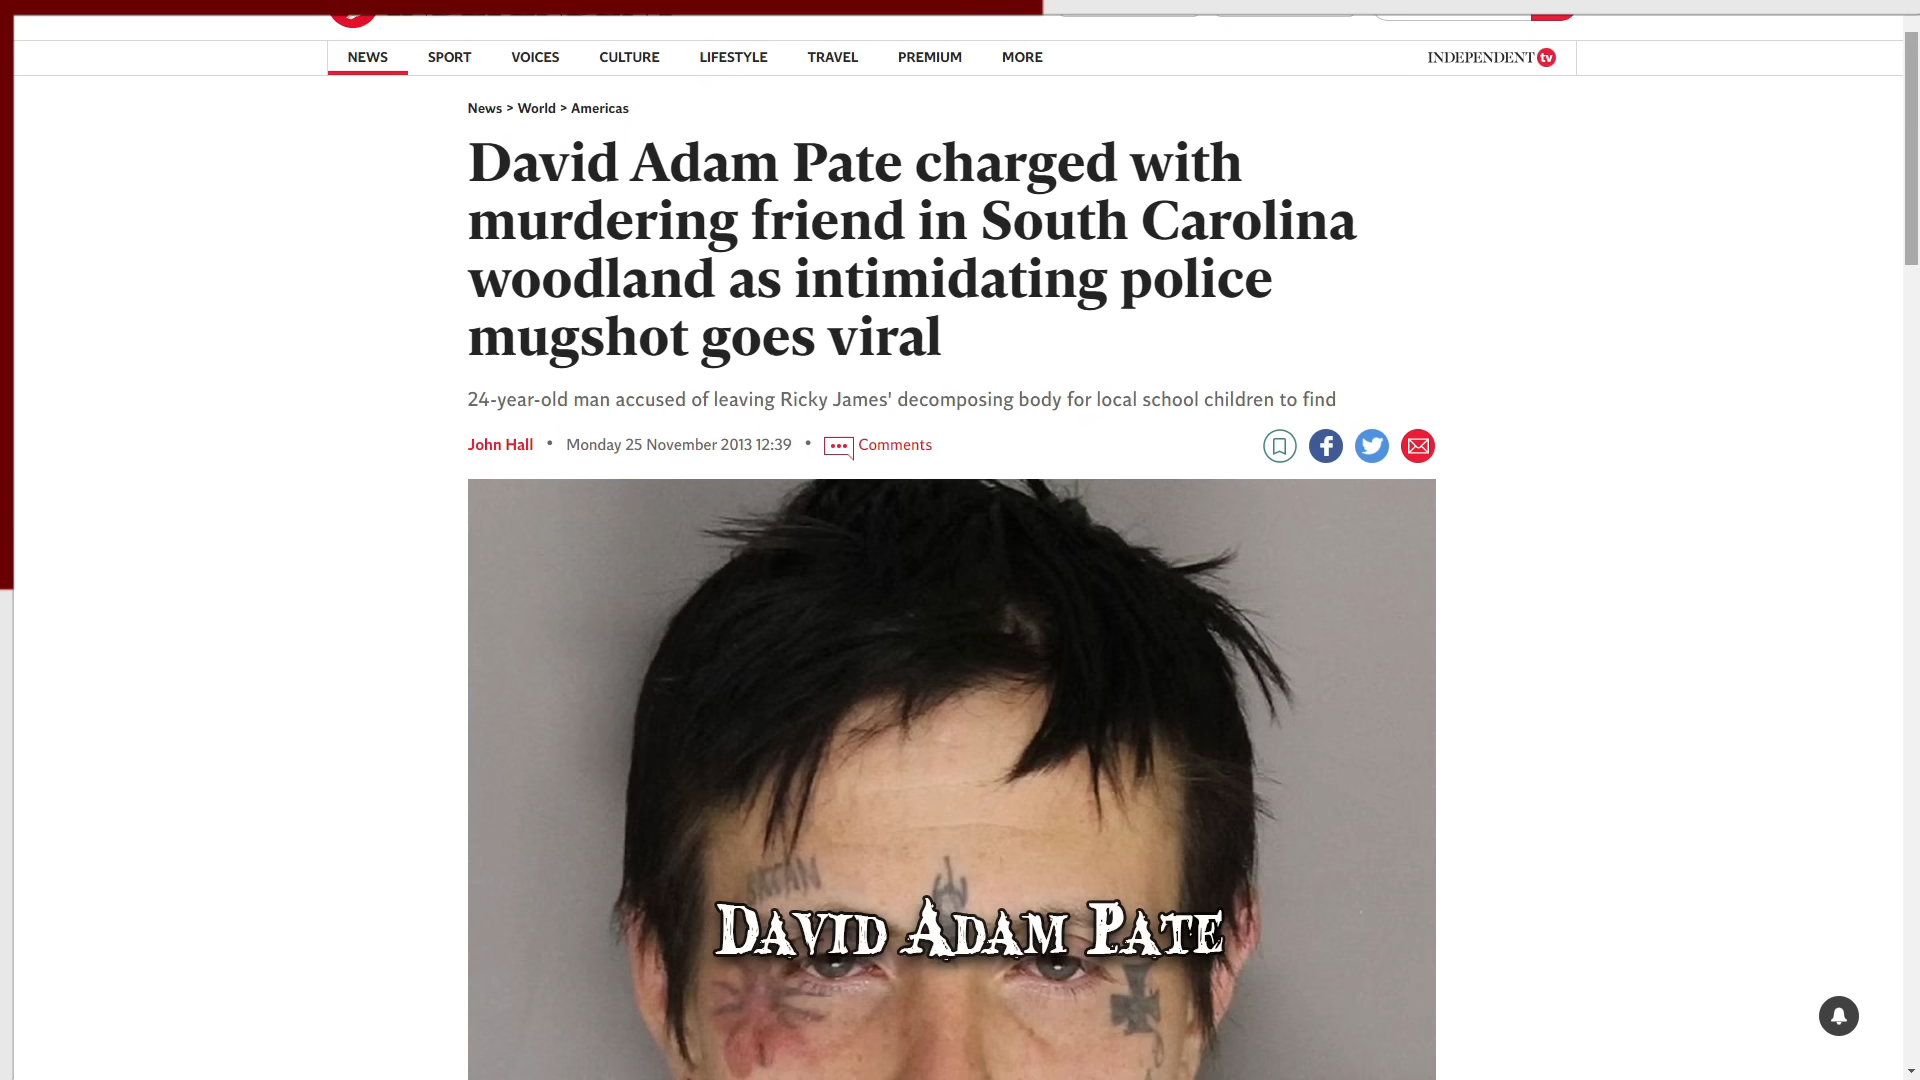 NEWS SPORT VOICES CULTURE LIFESTYLE TRAVEL PREMIUM MORE INDEPENDENT tv
News > World > Americas
David Adam Pate charged with
murdering friend in South Carolina
woodland as intimidating police
mugshot goes viral
24-year-old man accused of leaving Ricky James' decomposing body for local school children to find
John Hall • Monday 25 November 2013 12:39 • Comments
David Adam Pate